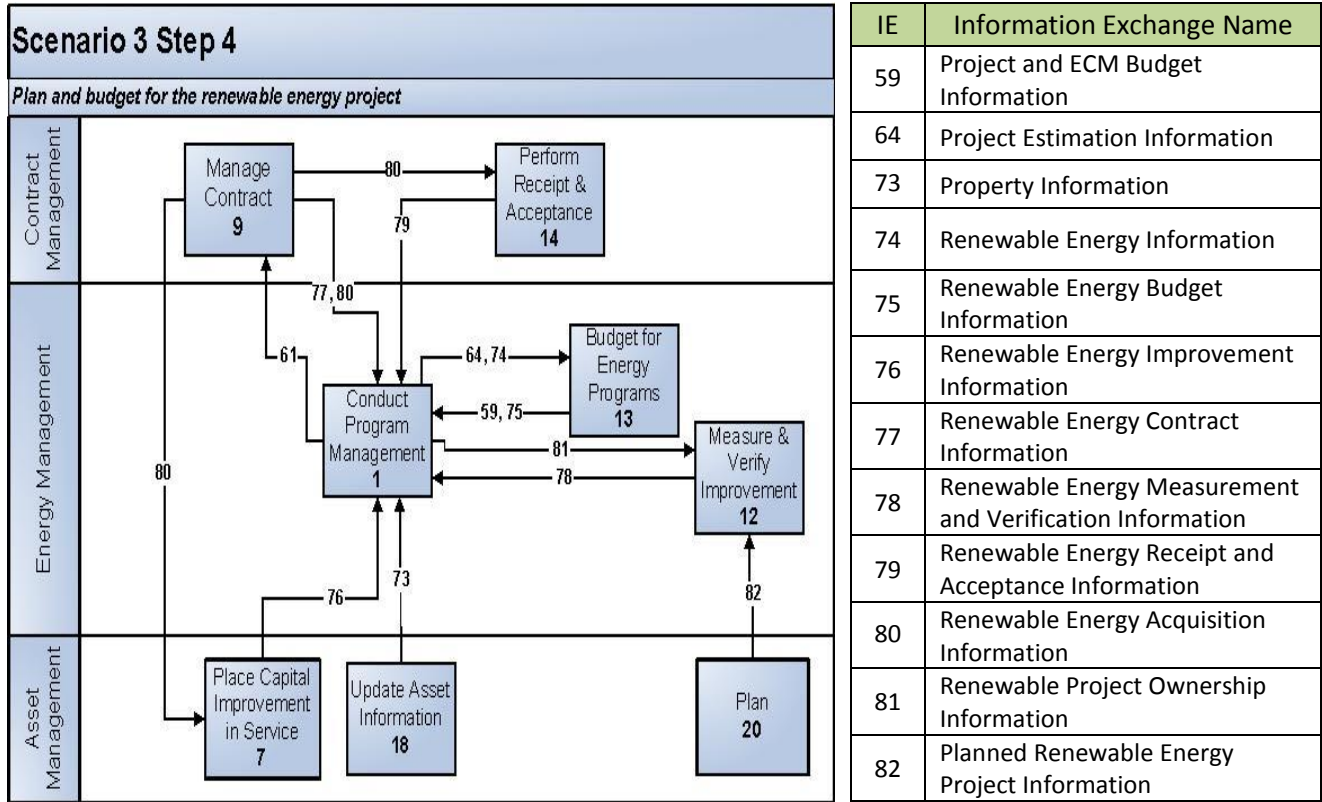 Scenario 3 Step 4
Plan and budget for the renewable energy project
Contract
Management
Manage
Contract
9
80
Perform
Receipt &
Acceptance
14
79
77, 80
Energy Management
61
64, 74
Budget for
Energy
Programs
13
59, 75
Conduct
Program
Management
1
81
78
Measure &
Verify
Improvement
12
80
76
73
82
Asset
Management
Place Capital
Improvement
in Service
7
Update Asset
Information
18
Plan
20
IE Information Exchange Name
59 Project and ECM Budget
Information
64 Project Estimation Information
73 Property Information
74 Renewable Energy Information
75 Renewable Energy Budget
Information
76 Renewable Energy Improvement
Information
77 Renewable Energy Contract
Information
78 Renewable Energy Measurement
and Verification Information
79 Renewable Energy Receipt and
Acceptance Information
80 Renewable Energy Acquisition
Information
81 Renewable Project Ownership
Information
82 Planned Renewable Energy
Project Information